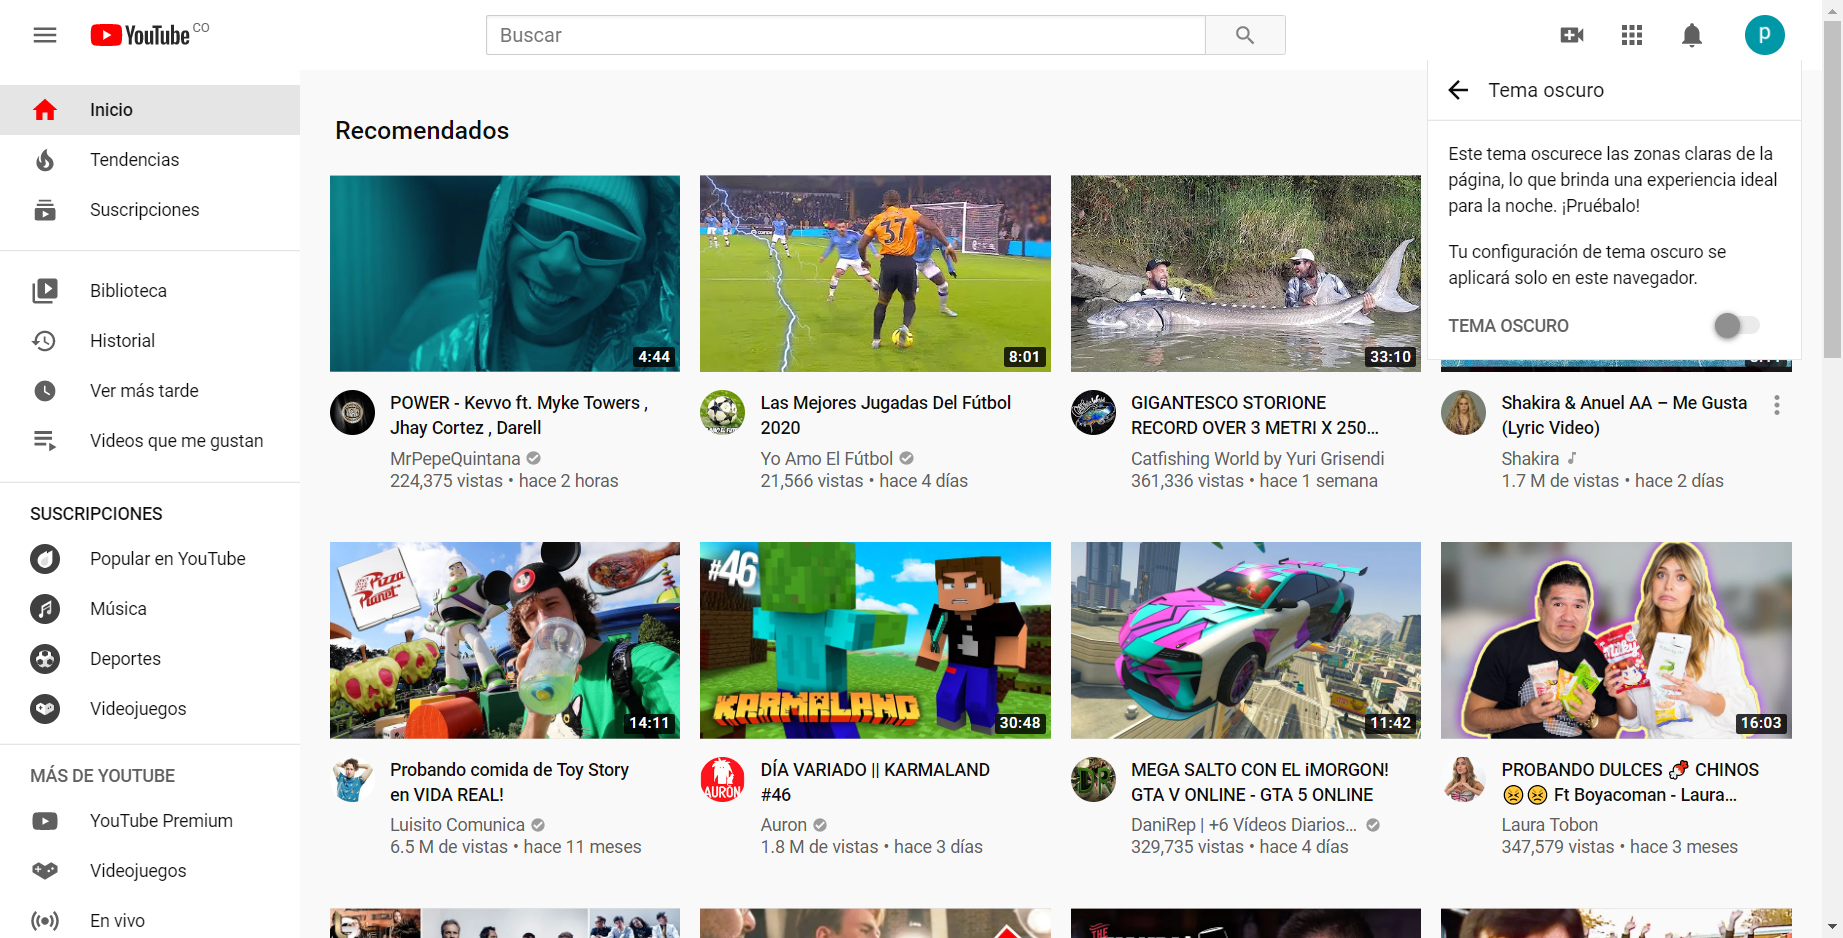 YouTube CO
Buscar
p
Inicio
Tendencias
Suscripciones
Biblioteca
Historial
Ver más tarde
Videos que me gustan
SUSCRIPCIONES
Popular en YouTube
Música
Deportes
Videojuegos
MÁS DE YOUTUBE
YouTube Premium
Videojuegos
En vivo
Tema oscuro
Este tema oscurece las zonas claras de la
página, lo que brinda una experiencia ideal
para la noche. ¡Pruébalo!
Tu configuración de tema oscuro se
aplicará solo en este navegador.
TEMA OSCURO
Recomendados
4:44
POWER - Kevvo ft. Myke Towers ,
Jhay Cortez , Darell
MrPepeQuintana
224,375 vistas • hace 2 horas
37
8:01
Las Mejores Jugadas Del Fútbol
2020
Yo Amo El Fútbol
21,566 vistas • hace 4 días
33:10
GIGANTESCO STORIONE
RECORD OVER 3 METRI X 250...
Catfishing World by Yuri Grisendi
361,336 vistas • hace 1 semana
Shakira & Anuel AA – Me Gusta
(Lyric Video)
Shakira
1.7 M de vistas • hace 2 días
Pizza
Planet
14:11
Probando comida de Toy Story
en VIDA REAL!
Luisito Comunica
6.5 M de vistas • hace 11 meses
#46
KARMALAND
30:48
AURON
DÍA VARIADO || KARMALAND
#46
Auron
1.8 M de vistas • hace 3 días
11:42
DR
MEGA SALTO CON EL iMORGON!
GTA V ONLINE - GTA 5 ONLINE
DaniRep | +6 Vídeos Diarios...
329,735 vistas • hace 4 días
Milky
16:03
PROBANDO DULCES 🍬 CHINOS
😣😣 Ft Boyacoman - Laura...
Laura Tobon
347,579 vistas • hace 3 meses
THE